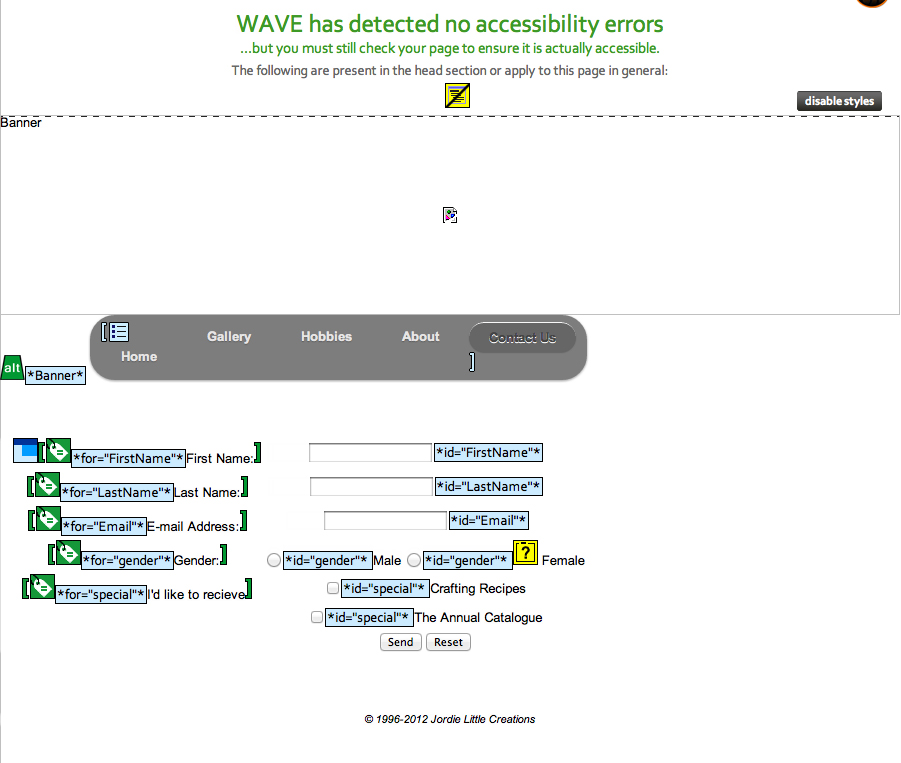 WAVE has detected no accessibility errors
...but you must still check your page to ensure it is actually accessible.
The following are present in the head section or apply to this page in general:
disable styles
Banner
Gallery Hobbies About Contact Us
Home
alt *Banner*
*for="FirstName"*First Name: *id="FirstName"*
*for="LastName"*Last Name: *id="LastName"*
*for="Email"*E-mail Address: *id="Email"*
*for="gender"*Gender: *id="gender"*Male *id="gender"* ? Female
*for="special"*I'd like to recieve *id="special"*Crafting Recipes
*id="special"*The Annual Catalogue
Send Reset
© 1996-2012 Jordie Little Creations